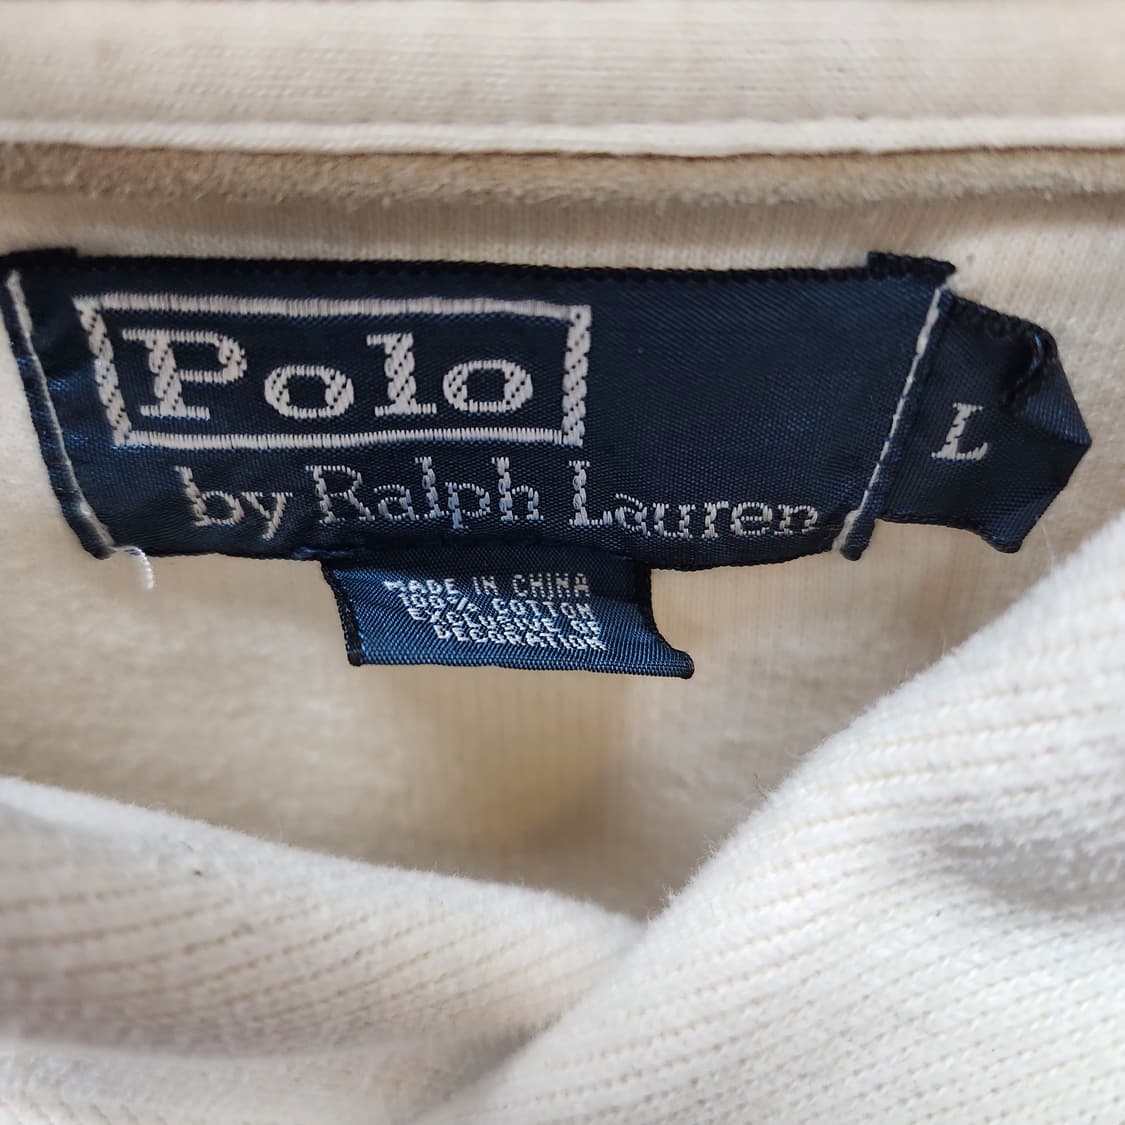 Polo
by Ralph Lauren
L
MADE IN CHINA
100% COTTON
EXCLUSIVE OF
DECORATION